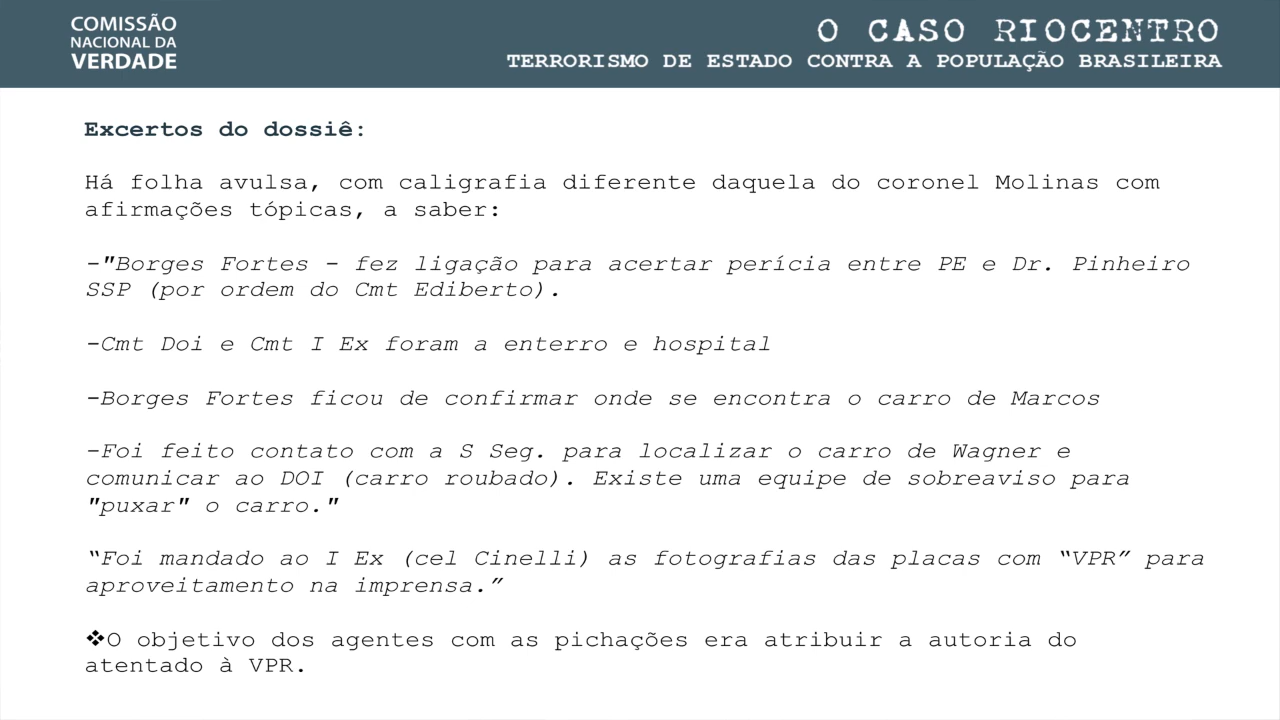 COMISSÃO
NACIONAL DA
VERDADE
O CASO RIOCENTRO
TERRORISMO DE ESTADO CONTRA A POPULAÇÃO BRASILEIRA
Excertos do dossiê:
Há folha avulsa, com caligrafia diferente daquela do coronel Molinas com
afirmações tópicas, a saber:
-"Borges Fortes - fez ligação para acertar perícia entre PE e Dr. Pinheiro
SSP (por ordem do Cmt Ediberto).
-Cmt Doi e Cmt I Ex foram a enterro e hospital
-Borges Fortes ficou de confirmar onde se encontra o carro de Marcos
-Foi feito contato com a S Seg. para localizar o carro de Wagner e
comunicar ao DOI (carro roubado). Existe uma equipe de sobreaviso para
"puxar" o carro."
“Foi mandado ao I Ex (cel Cinelli) as fotografias das placas com “VPR” para
aproveitamento na imprensa.”
❖O objetivo dos agentes com as pichações era atribuir a autoria do
atentado à VPR.